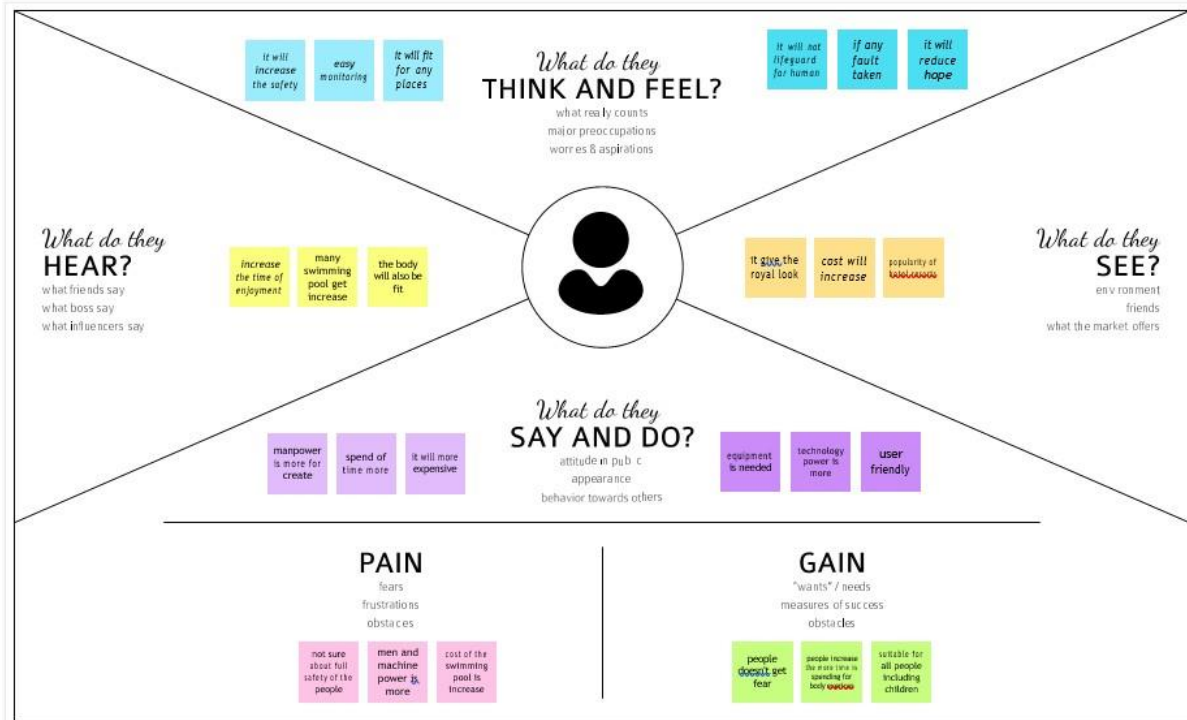 it will
increase
the safety
easy
monitoring
it will fit
for any
places
What do they
THINK AND FEEL?
what really counts
major preoccupations
worries & aspirations
it will not
lifeguard
for human
if any
fault
taken
it will
reduce
hope
What do they
HEAR?
what friends say
what boss say
what influencers say
increase
the time of
enjoyment
many
swimming
pool get
increase
the body
will also be
fit
it give the
royal look
cost will
increase
popularity of
What do they
SEE?
environment
friends
what the market offers
What do they
SAY AND DO?
attitude in public
appearance
behavior towards others
manpower
is more for
create
spend of
time more
it will more
expensive
equipment
is needed
technology
power is
more
user
friendly
PAIN
fears
frustrations
obstacles
not sure
about full
safety of the
people
men and
machine
power is
more
cost of the
swimming
pool is
increase
GAIN
"wants" / needs
measures of success
obstacles
people
doesn't get
fear
people increase
the more time is
spending for
body
suitable for
all people
including
children